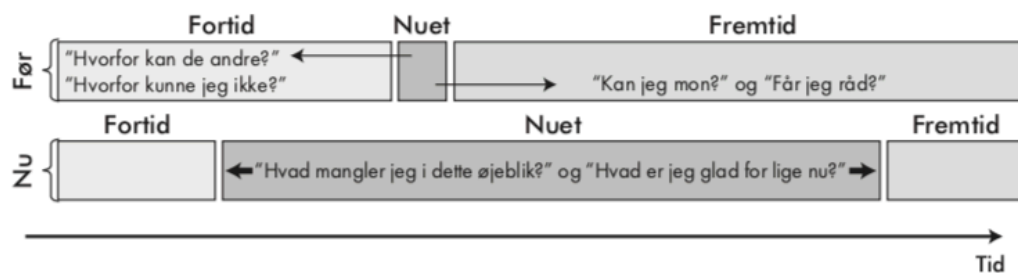 Fortid Nuet Fremtid
Før
"Hvorfor kan de andre?"
"Hvorfor kunne jeg ikke?" "Kan jeg mon?" og "Får jeg råd?"
Fortid Nuet Fremtid
Nu
"Hvad mangler jeg i dette øjeblik?" og "Hvad er jeg glad for lige nu?"
Tid